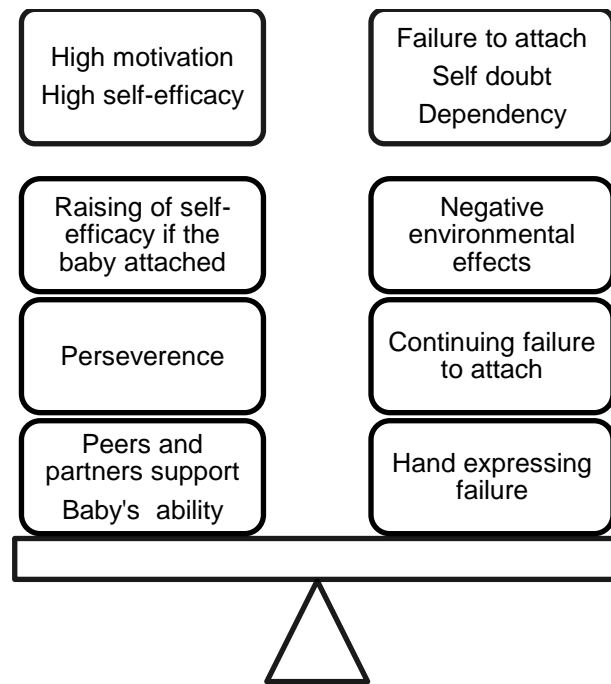 High motivation
High self-efficacy
Failure to attach
Self doubt
Dependency
Raising of self-
efficacy if the
baby attached
Negative
environmental
effects
Perseverence
Continuing failure
to attach
Peers and
partners support
Baby's ability
Hand expressing
failure